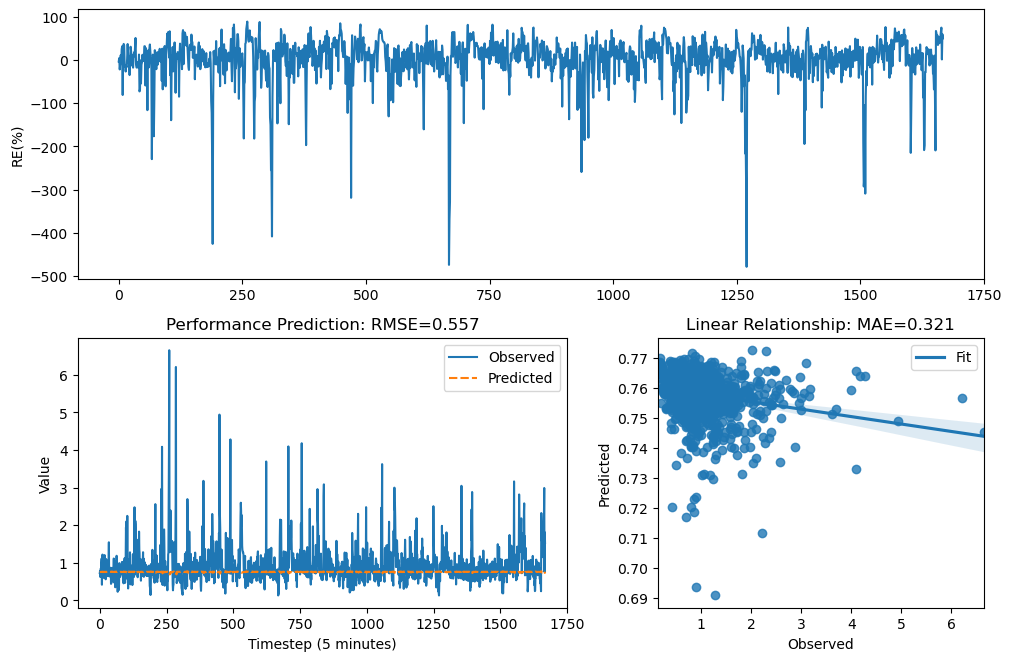 100
0
−100
−200
−300
−400
−500
RE(%)
0 250 500 750 1000 1250 1500 1750
Performance Prediction: RMSE=0.557
Observed
Predicted
6
5
4
3
2
1
0
Value
0 250 500 750 1000 1250 1500 1750
Timestep (5 minutes)
Linear Relationship: MAE=0.321
Fit
0.77
0.76
0.75
0.74
0.73
0.72
0.71
0.70
0.69
Predicted
1 2 3 4 5 6
Observed